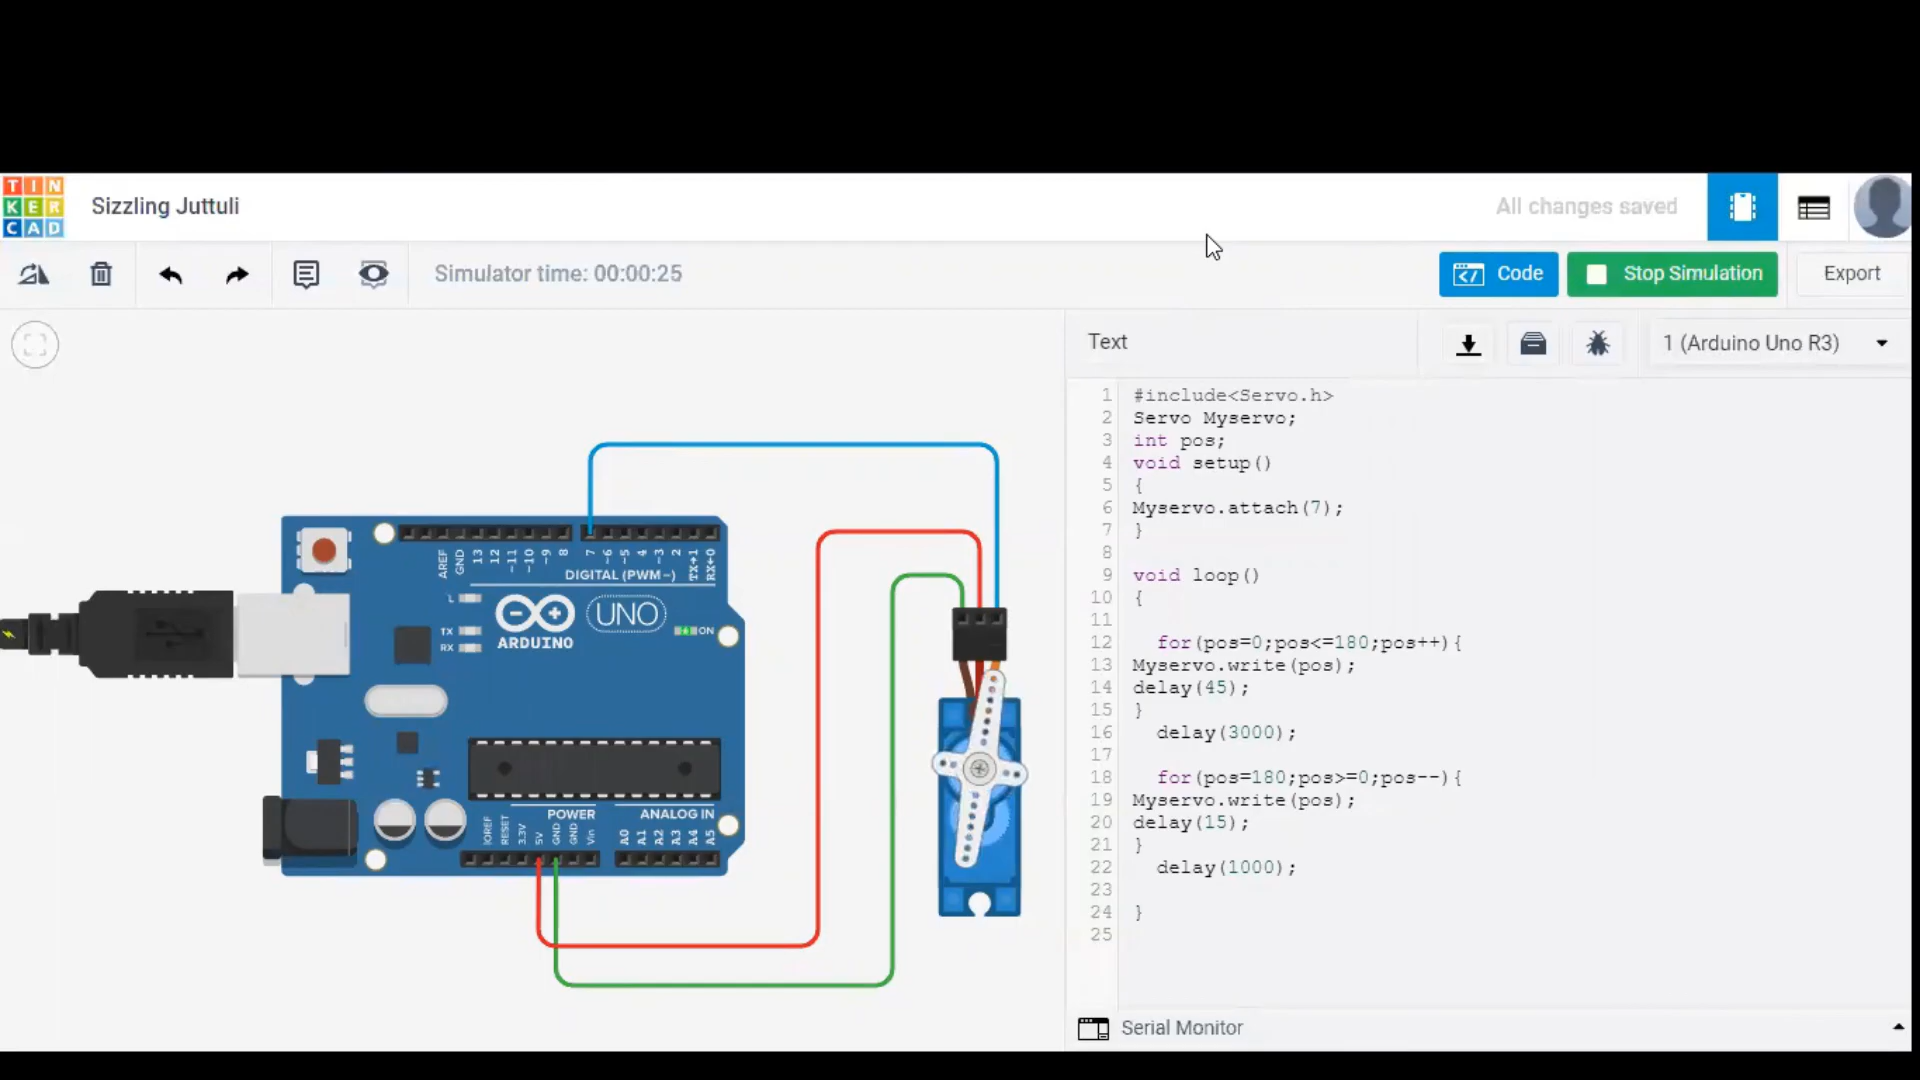 TIN
KER
CAD
Sizzling Juttuli
All changes saved
Simulator time: 00:00:25
Code
Stop Simulation
Export
Text
1 (Arduino Uno R3)
1 #include<Servo.h>
2 Servo Myservo;
3 int pos;
4 void setup()
5 {
6 Myservo.attach(7);
7 }
8
9 void loop()
10 {
11
12 for(pos=0;pos<=180;pos++){
13 Myservo.write(pos);
14 delay(45);
15 }
16 delay(3000);
17
18 for(pos=180;pos>=0;pos--){
19 Myservo.write(pos);
20 delay(15);
21 }
22 delay(1000);
23
24 }
25
AREF GND 13 12 ~11 ~10 ~9 8 7 ~6 ~5 4 ~3 2 TX→1 RX←0
DIGITAL (PWM~)
L
TX
RX
UNO
ARDUINO
ON
POWER
ANALOG IN
IOREF RESET 3.3V 5V GND GND Vin A0 A1 A2 A3 A4 A5
Serial Monitor